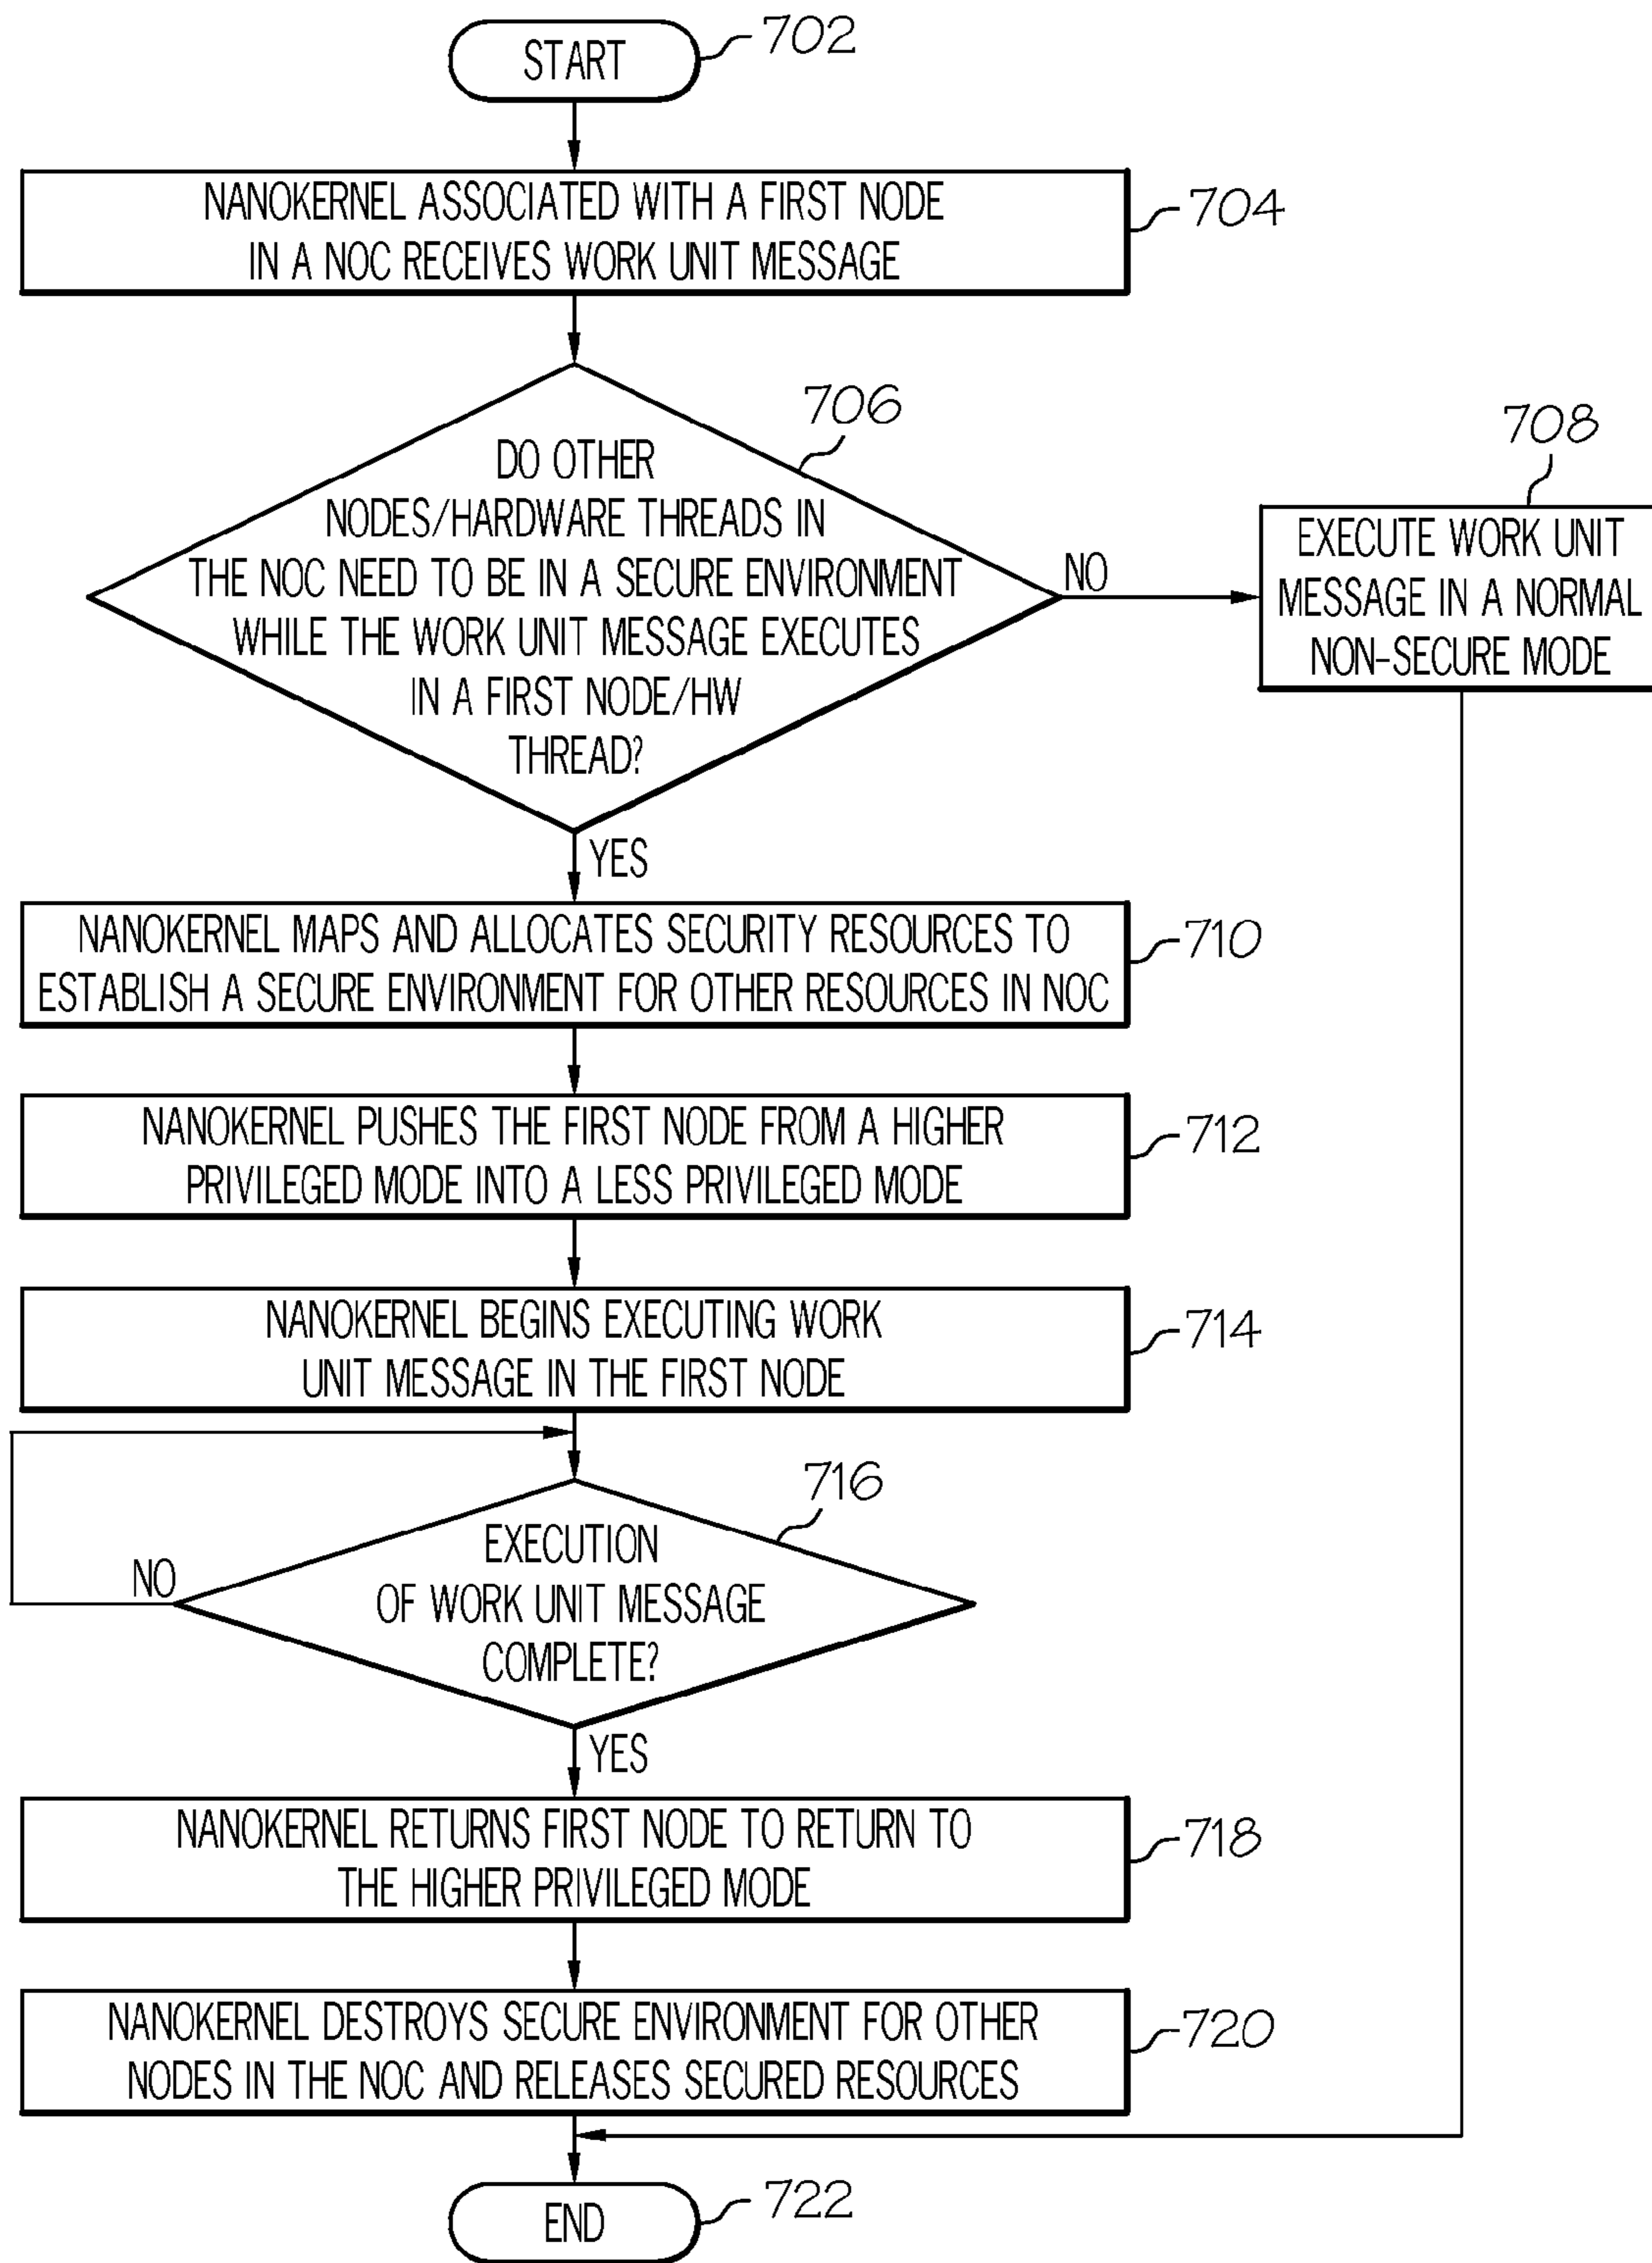 START
702
NANOKERNEL ASSOCIATED WITH A FIRST NODE
IN A NOC RECEIVES WORK UNIT MESSAGE
704
706
DO OTHER
NODES/HARDWARE THREADS IN
THE NOC NEED TO BE IN A SECURE ENVIRONMENT
WHILE THE WORK UNIT MESSAGE EXECUTES
IN A FIRST NODE/HW
THREAD?
NO
708
EXECUTE WORK UNIT
MESSAGE IN A NORMAL
NON-SECURE MODE
YES
NANOKERNEL MAPS AND ALLOCATES SECURITY RESOURCES TO
ESTABLISH A SECURE ENVIRONMENT FOR OTHER RESOURCES IN NOC
710
NANOKERNEL PUSHES THE FIRST NODE FROM A HIGHER
PRIVILEGED MODE INTO A LESS PRIVILEGED MODE
712
NANOKERNEL BEGINS EXECUTING WORK
UNIT MESSAGE IN THE FIRST NODE
714
716
EXECUTION
OF WORK UNIT MESSAGE
COMPLETE?
NO
YES
NANOKERNEL RETURNS FIRST NODE TO RETURN TO
THE HIGHER PRIVILEGED MODE
718
NANOKERNEL DESTROYS SECURE ENVIRONMENT FOR OTHER
NODES IN THE NOC AND RELEASES SECURED RESOURCES
720
END
722